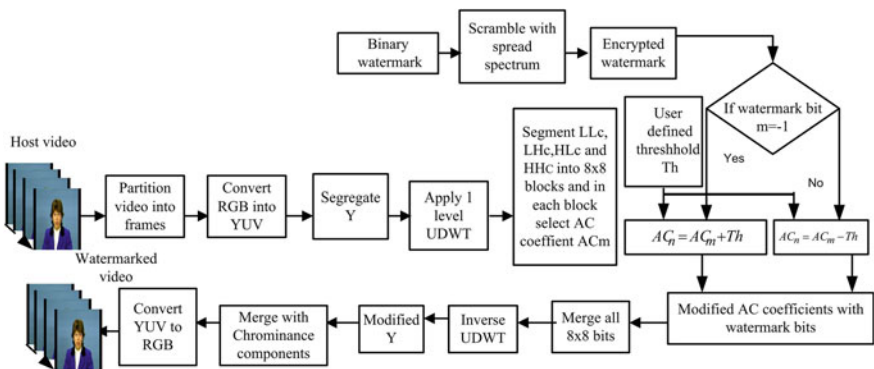 Binary
watermark
Scramble with
spread
spectrum
Encrypted
watermark
If watermark bit
m=-1
Yes
No
User
defined
threshhold
Th
Host video
Partition
video into
frames
Convert
RGB into
YUV
Segregate
Y
Apply 1
level
UDWT
Segment LLc,
LHc,HLc and
HHc into 8x8
blocks and in
each block
select AC
coeffient ACm
ACₙ=ACₘ+Th
ACₙ=ACₘ−Th
Modified AC coefficients with
watermark bits
Merge all
8x8 bits
Inverse
UDWT
Modified
Y
Merge with
Chrominance
components
Convert
YUV to
RGB
Watermarked
video